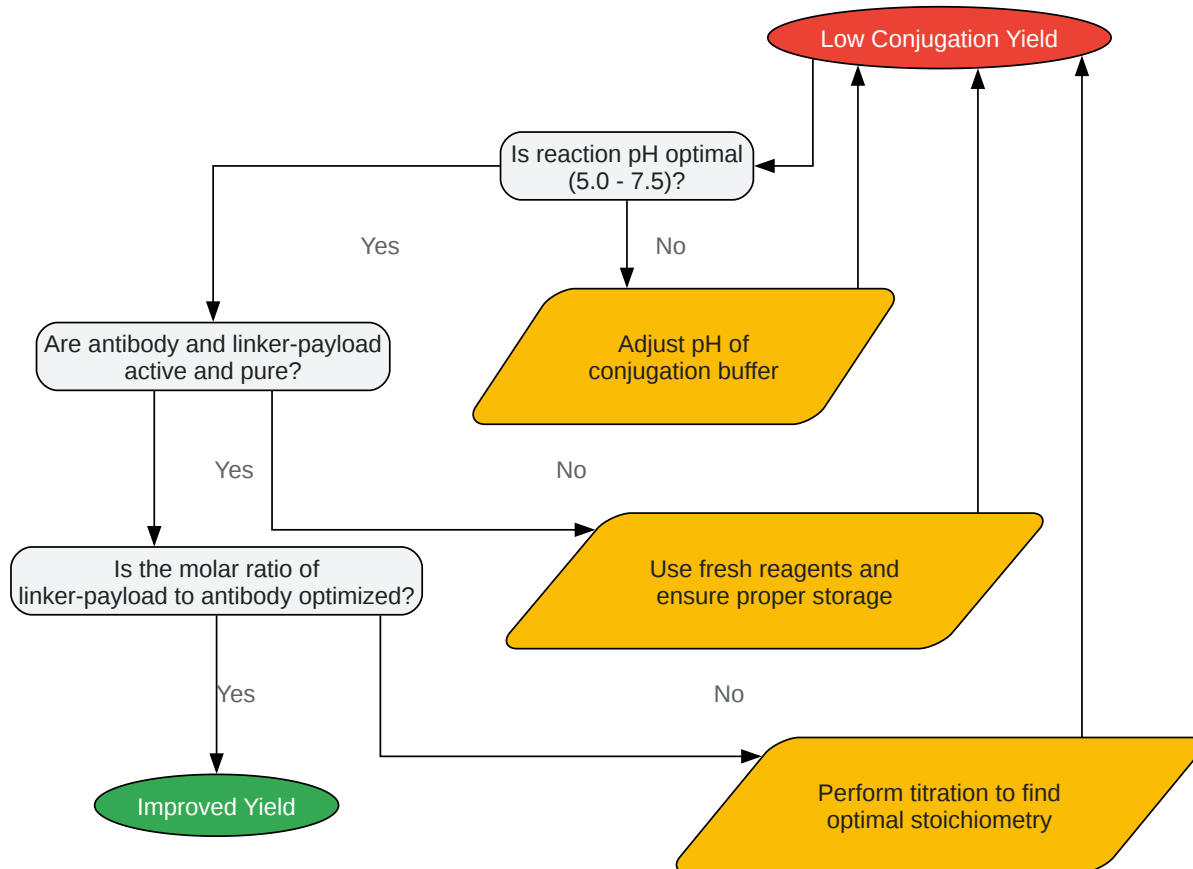 Low Conjugation Yield
Is reaction pH optimal
(5.0 - 7.5)?
Yes
No
Are antibody and linker-payload
active and pure?
Adjust pH of
conjugation buffer
Yes
No
Is the molar ratio of
linker-payload to antibody optimized?
Use fresh reagents and
ensure proper storage
Yes
No
Improved Yield
Perform titration to find
optimal stoichiometry